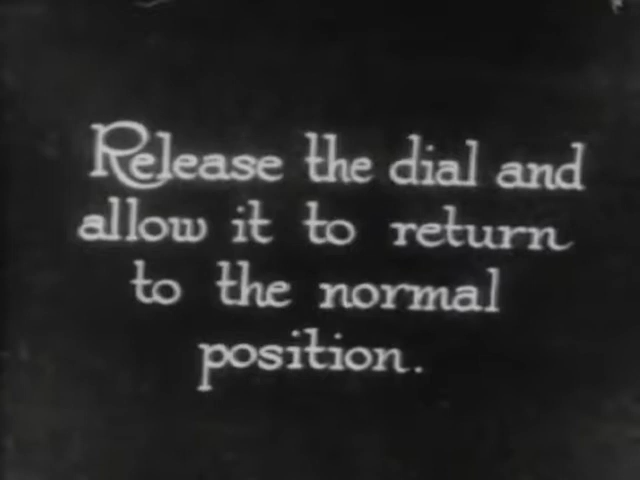 Release the dial and
allow it to return
to the normal
position.